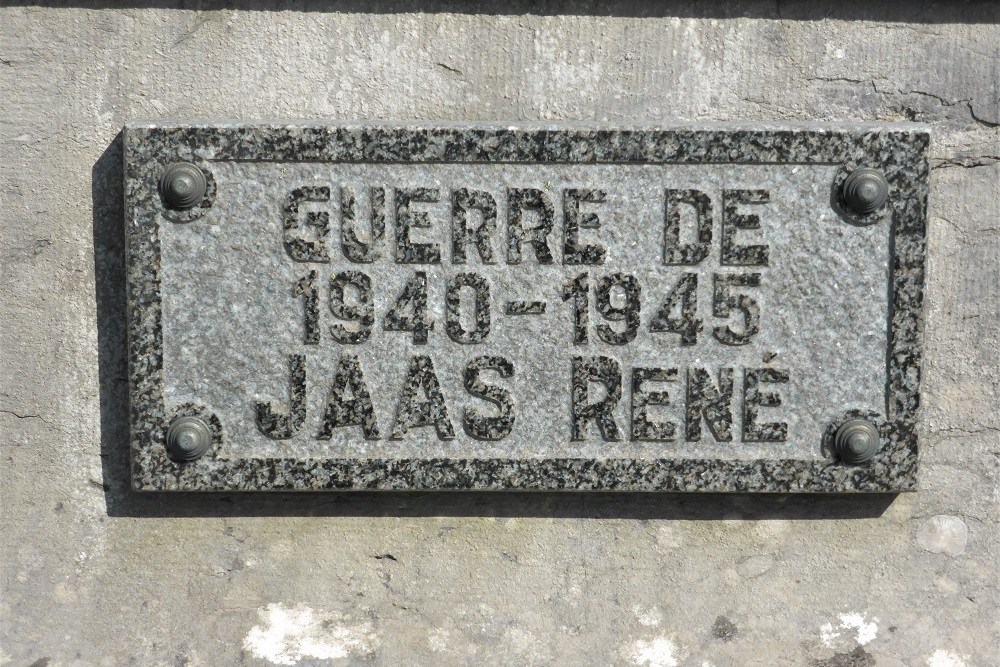 GUERRE DE
1940-1945
JAAS RENÉ